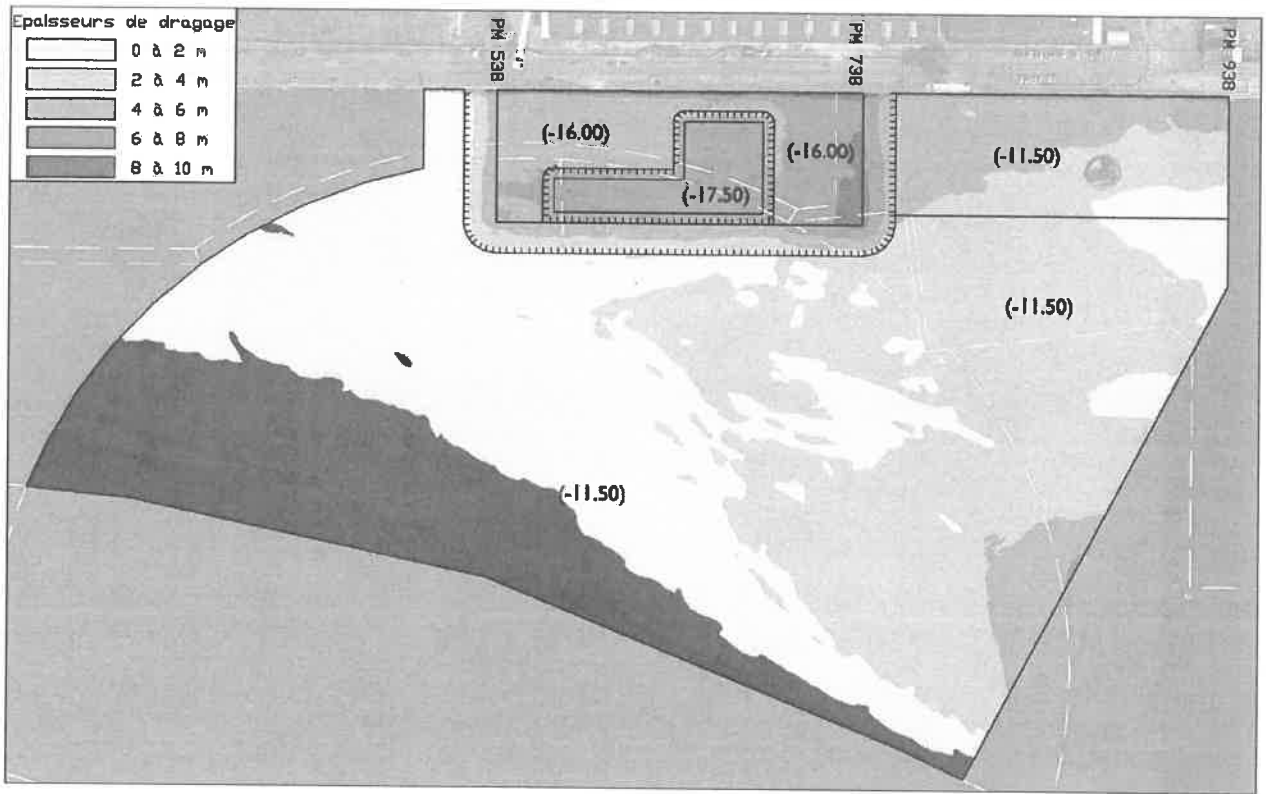 Epaisseurs de dragage
0 à 2 m
2 à 4 m
4 à 6 m
6 à 8 m
8 à 10 m
PM 538
PM 738
PM 938
(-16.00)
(-16.00)
(-17.50)
(-11.50)
(-11.50)
(-11.50)